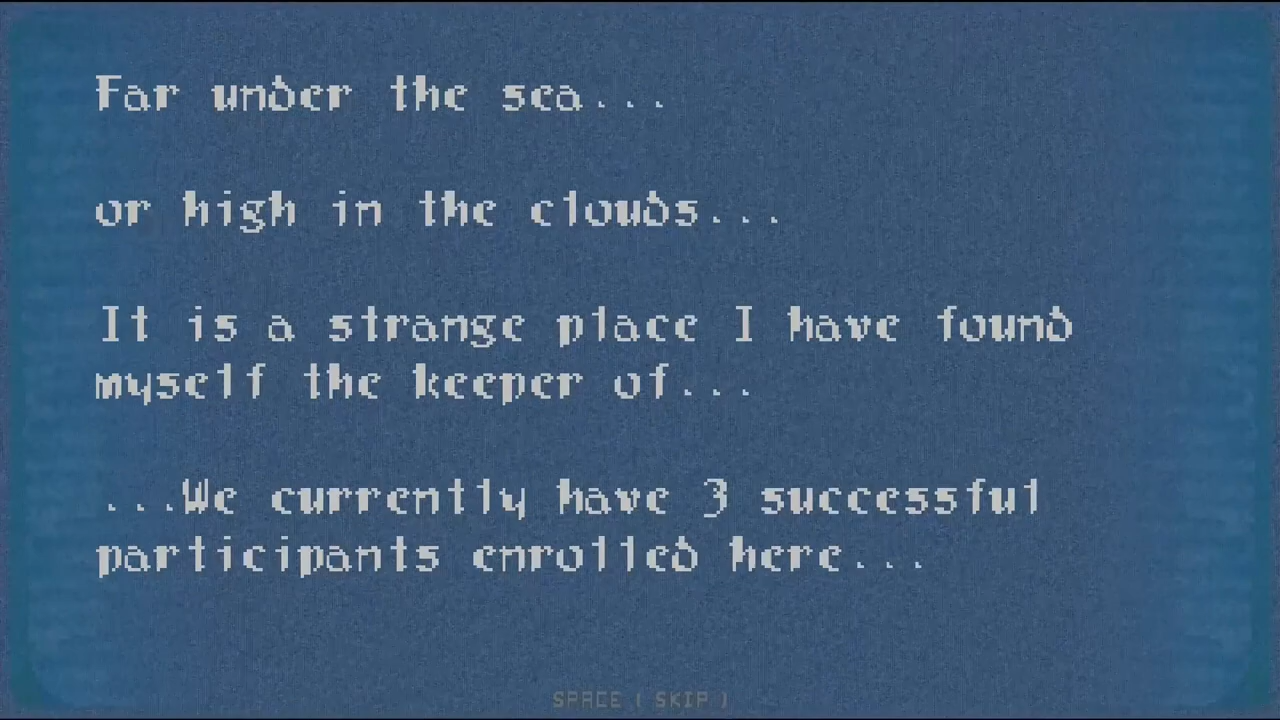 Far under the sea...
or high in the clouds...
It is a strange place I have found
myself the keeper of...
...We currently have 3 successful
participants enrolled here...
SPACE ( SKIP )